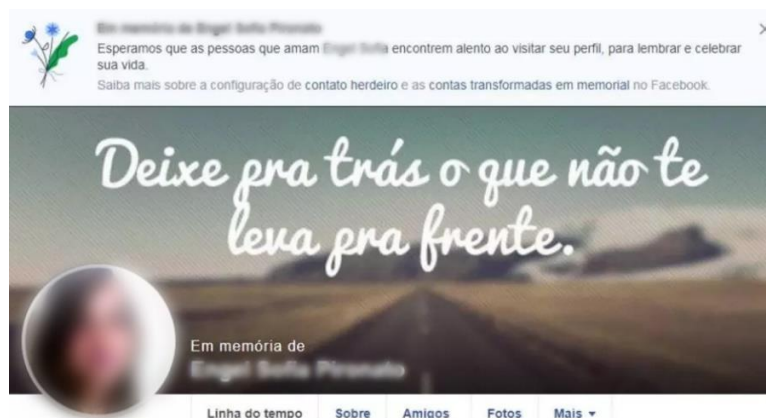 Esperamos que as pessoas que amam encontrem alento ao visitar seu perfil, para lembrar e celebrar
sua vida.
Saiba mais sobre a configuração de contato herdeiro e as contas transformadas em memorial no Facebook.
Deixe pra trás o que não te
leva pra frente.
Em memória de
Linha do tempo Sobre Amigos Fotos Mais